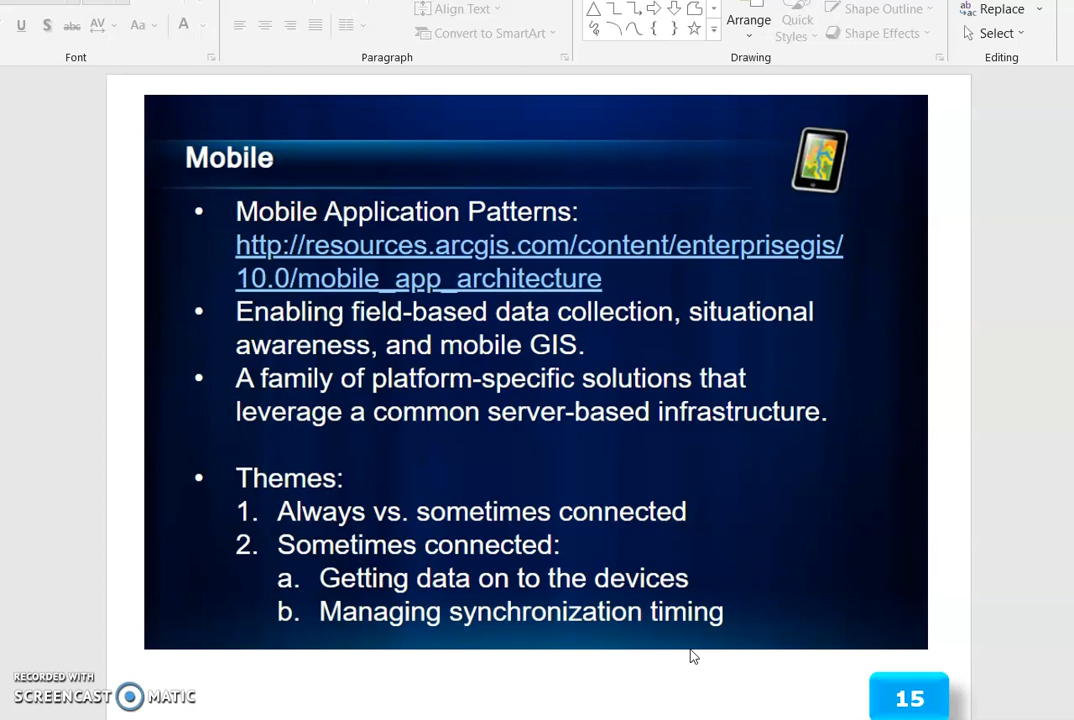 Align Text
Replace
U S abc AV Aa A
Arrange
Quick
Styles
Shape Outline
Convert to SmartArt
Shape Effects
Select
Font
Paragraph
Drawing
Editing
Mobile
• Mobile Application Patterns:
http://resources.arcgis.com/content/enterprisegis/
10.0/mobile_app_architecture
• Enabling field-based data collection, situational
awareness, and mobile GIS.
• A family of platform-specific solutions that
leverage a common server-based infrastructure.
• Themes:
1. Always vs. sometimes connected
2. Sometimes connected:
a. Getting data on to the devices
b. Managing synchronization timing
RECORDED WITH
SCREENCAST MATIC
15